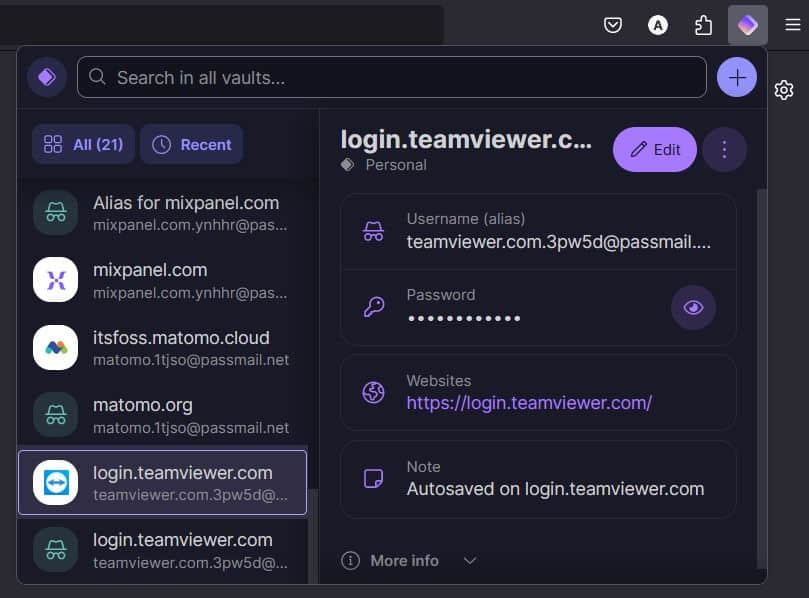 A
Search in all vaults...
All (21)
Recent
Alias for mixpanel.com
mixpanel.com.ynhhr@pas...
mixpanel.com
mixpanel.com.ynhhr@pas...
itsfoss.matomo.cloud
matomo.1tjso@passmail.net
matomo.org
matomo.1tjso@passmail.net
login.teamviewer.com
teamviewer.com.3pw5d@...
login.teamviewer.com
teamviewer.com.3pw5d@...
login.teamviewer.c...
Personal
Edit
Username (alias)
teamviewer.com.3pw5d@passmail....
Password
••••••••••••
Websites
https://login.teamviewer.com/
Note
Autosaved on login.teamviewer.com
More info